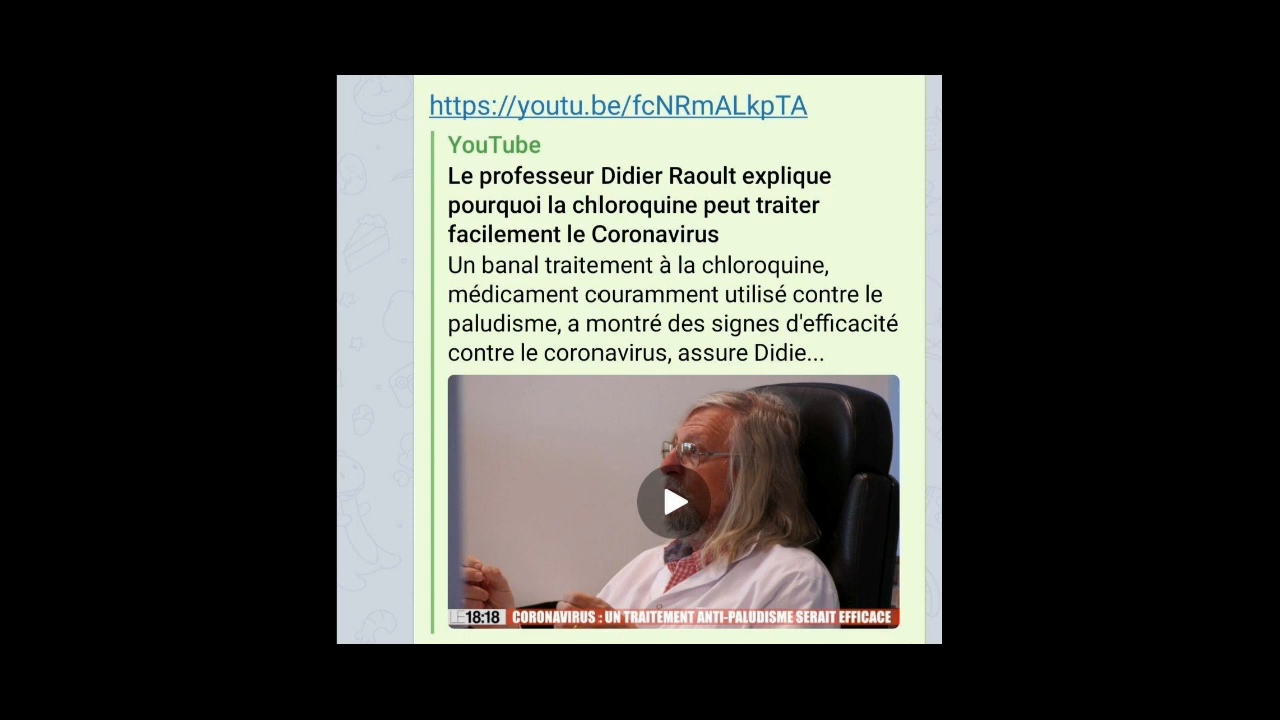 https://youtu.be/fcNRmALkpTA
YouTube
Le professeur Didier Raoult explique
pourquoi la chloroquine peut traiter
facilement le Coronavirus
Un banal traitement à la chloroquine,
médicament couramment utilisé contre le
paludisme, a montré des signes d'efficacité
contre le coronavirus, assure Didie...
LE 18:18 CORONAVIRUS : UN TRAITEMENT ANTI-PALUDISME SERAIT EFFICACE